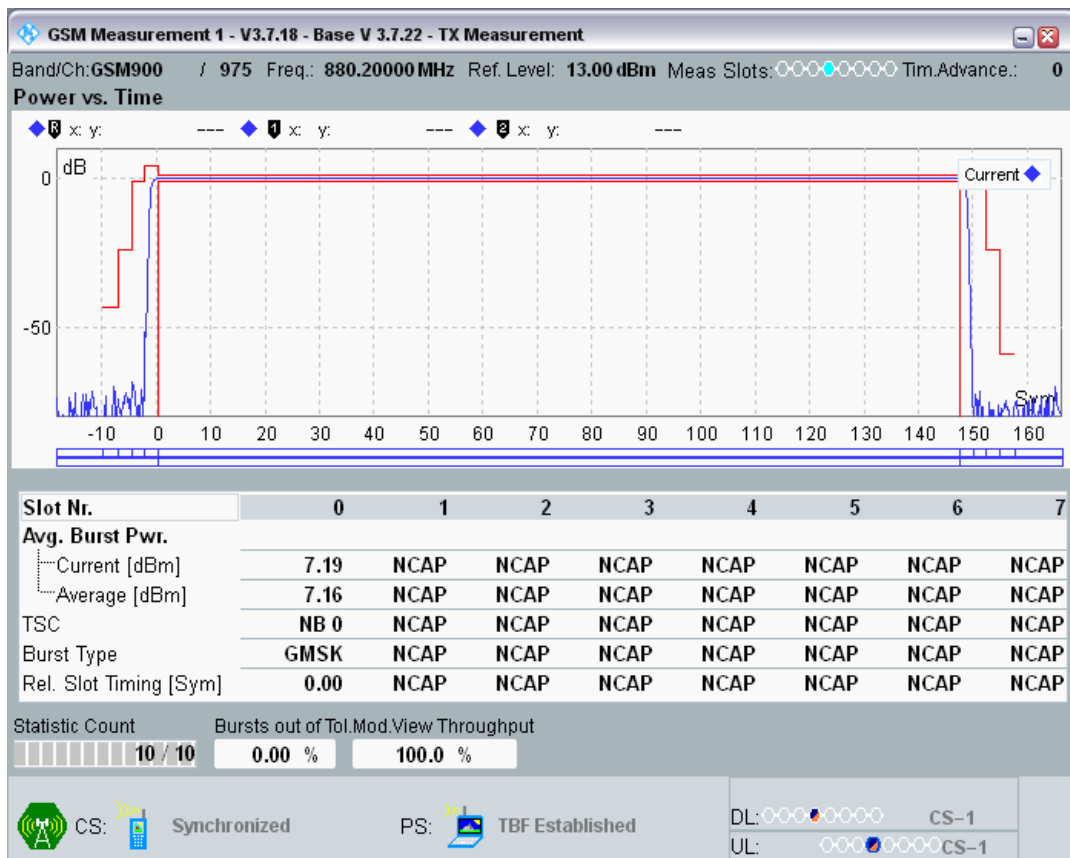 GSM Measurement 1 - V3.7.18 - Base V 3.7.22 - TX Measurement
Band/Ch:GSM900 / 975 Freq.: 880.20000 MHz Ref. Level: 13.00 dBm Meas Slots: Tim.Advance.: 0
Power vs. Time
R x: y: --- 1 x: y: --- 2 x: y: ---
dB
Current
0
-50
Sym
-10 0 10 20 30 40 50 60 70 80 90 100 110 120 130 140 150 160
Slot Nr. 0 1 2 3 4 5 6 7
Avg. Burst Pwr.
Current [dBm] 7.19 NCAP NCAP NCAP NCAP NCAP NCAP NCAP
Average [dBm] 7.16 NCAP NCAP NCAP NCAP NCAP NCAP NCAP
TSC NB 0 NCAP NCAP NCAP NCAP NCAP NCAP NCAP
Burst Type GMSK NCAP NCAP NCAP NCAP NCAP NCAP NCAP
Rel. Slot Timing [Sym] 0.00 NCAP NCAP NCAP NCAP NCAP NCAP NCAP
Statistic Count Bursts out of Tol.Mod.View Throughput
10 / 10 0.00 % 100.0 %
CS: Synchronized PS: TBF Established DL: CS-1
UL: CS-1